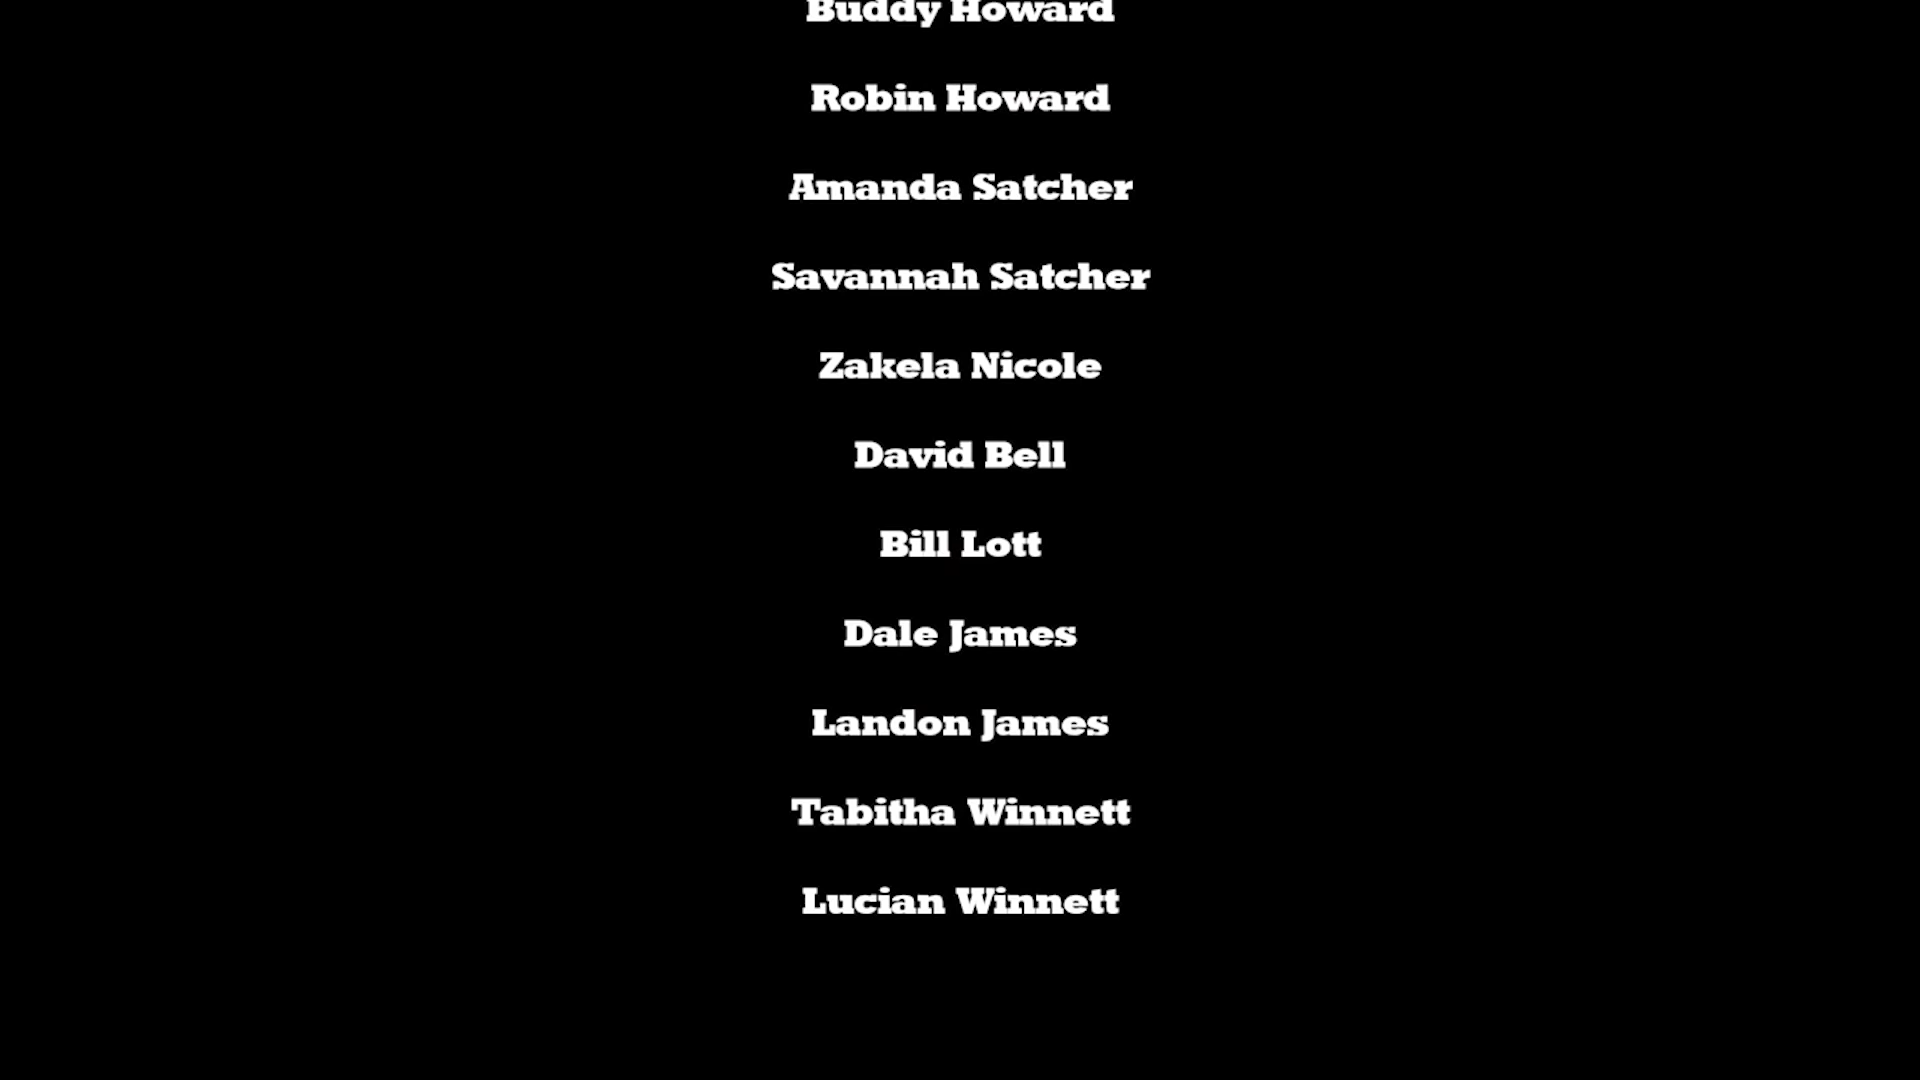 Buddy Howard
Robin Howard
Amanda Satcher
Savannah Satcher
Zakela Nicole
David Bell
Bill Lott
Dale James
Landon James
Tabitha Winnett
Lucian Winnett